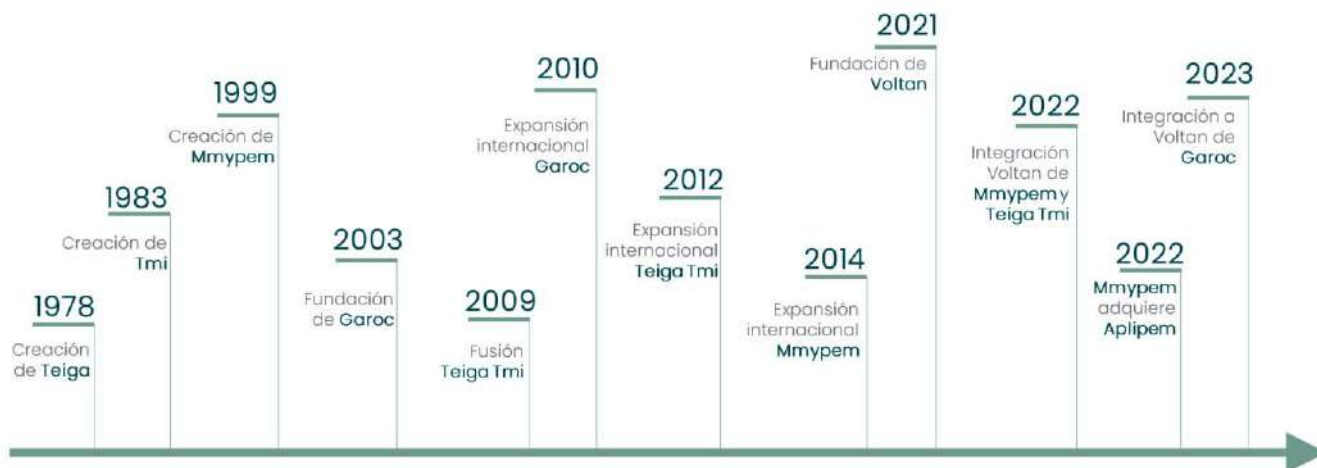 1978
Creación
de Teiga
1983
Creación de
Tmi
1999
Creación de
Mmypem
2003
Fundación
de Garoc
2009
Fusión
Teiga Tmi
2010
Expansión
internacional
Garoc
2012
Expansión
internacional
Teiga Tmi
2014
Expansión
internacional
Mmypem
2021
Fundación de
Voltan
2022
Integración
Voltan de
Mmypem y
Teiga Tmi
2022
Mmypem
adquiere
Aplipem
2023
Integración a
Voltan de
Garoc